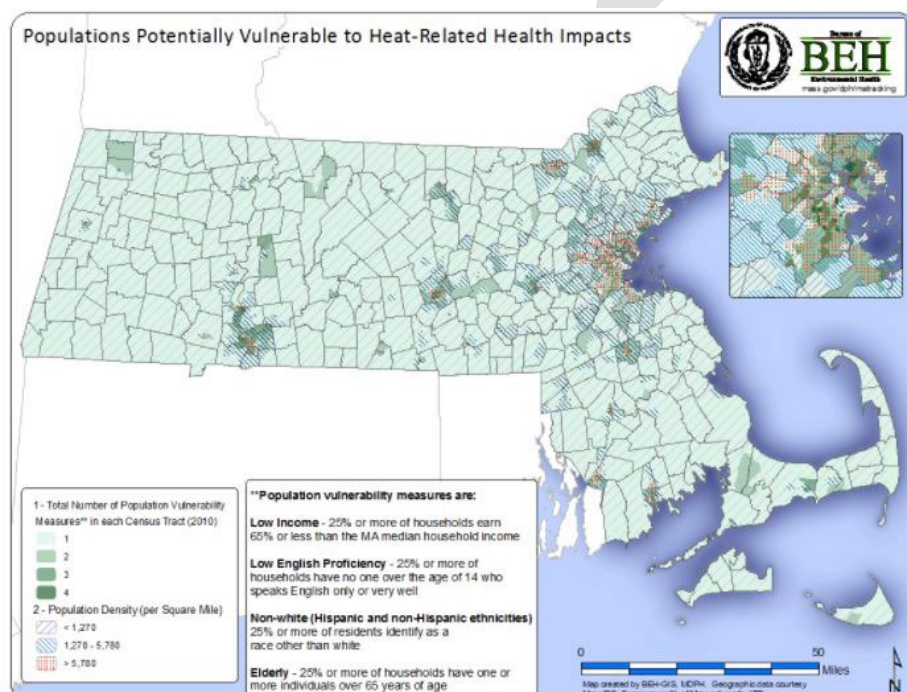 Populations Potentially Vulnerable to Heat-Related Health Impacts
Bureau of
BEH
Environmental Health
mass.gov/dph/matracking
1 - Total Number of Population Vulnerability
Measures** in each Census Tract (2010)
1
2
3
4
2 - Population Density (per Square Mile)
< 1,270
1,270 - 5,780
> 5,780
**Population vulnerability measures are:
Low Income - 25% or more of households earn
65% or less than the MA median household income
Low English Proficiency - 25% or more of
households have no one over the age of 14 who
speaks English only or very well
Non-white (Hispanic and non-Hispanic ethnicities)
25% or more of residents identify as a
race other than white
Elderly - 25% or more of households have one or
more individuals over 65 years of age
0
50
Miles
N
Map created by BEH-GIS, MDPH. Geographic data courtesy